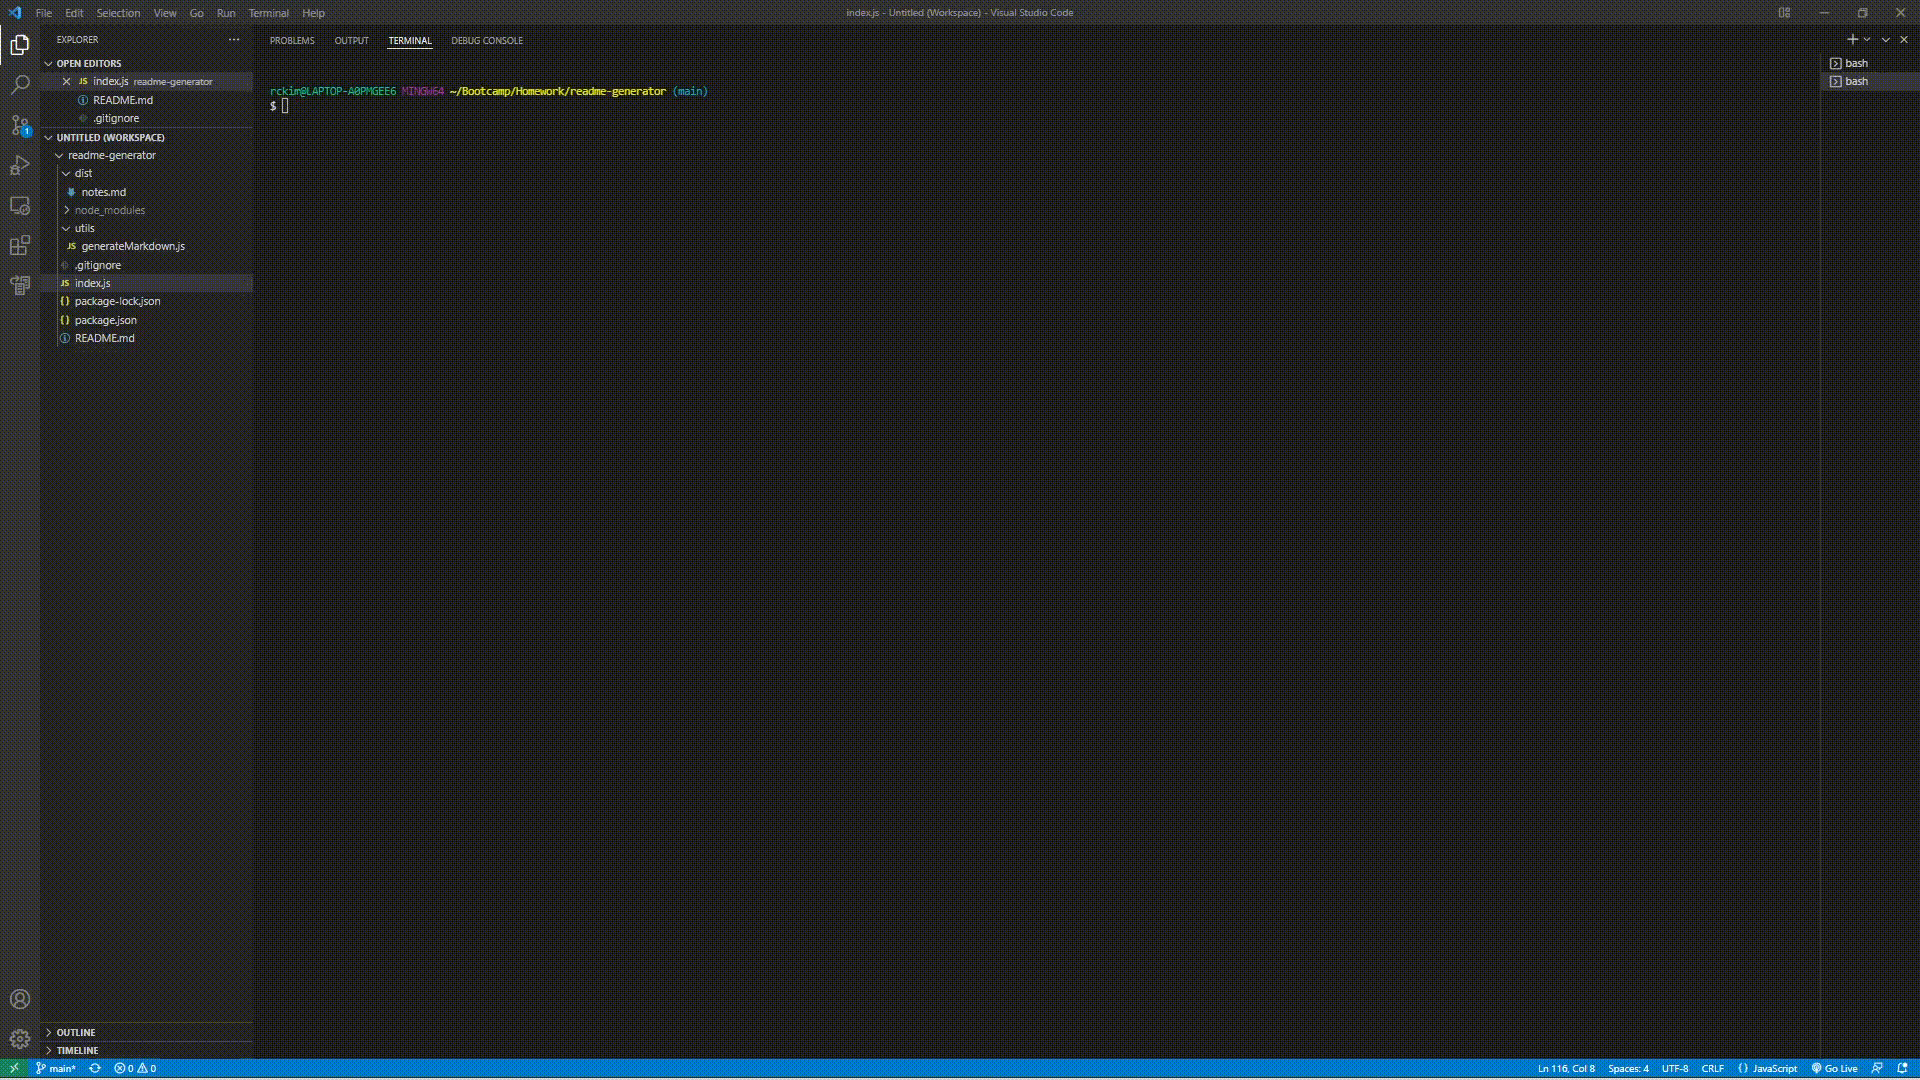 File Edit Selection View Go Run Terminal Help
index.js - Untitled (Workspace) - Visual Studio Code
EXPLORER
PROBLEMS OUTPUT TERMINAL DEBUG CONSOLE
OPEN EDITORS
JS index.js readme-generator
README.md
.gitignore
1
UNTITLED (WORKSPACE)
readme-generator
dist
notes.md
node_modules
utils
JS generateMarkdown.js
.gitignore
JS index.js
{} package-lock.json
{} package.json
README.md
OUTLINE
TIMELINE
rckim@LAPTOP-A0PMGEE6 MINGW64 ~/Bootcamp/Homework/readme-generator (main)
$
bash
bash
main* 0 0 Ln 116, Col 8 Spaces: 4 UTF-8 CRLF {} JavaScript Go Live